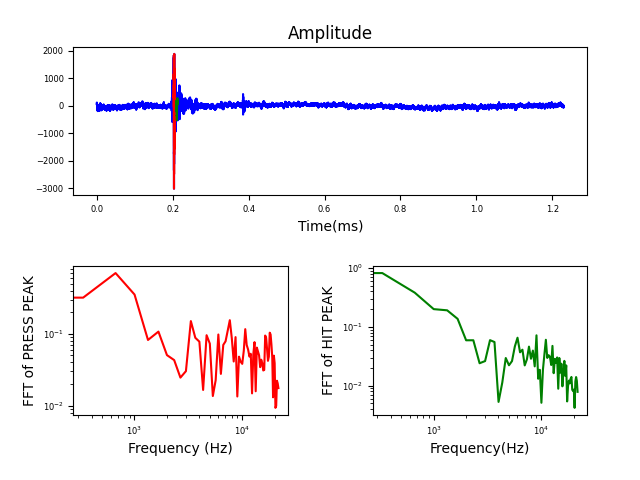 Amplitude
2000
1000
0
−1000
−2000
−3000
0.0 0.2 0.4 0.6 0.8 1.0 1.2
Time(ms)
FFT of PRESS PEAK
10⁻¹
10⁻²
10³ 10⁴
Frequency (Hz)
FFT of HIT PEAK
10⁰
10⁻¹
10⁻²
10³ 10⁴
Frequency(Hz)